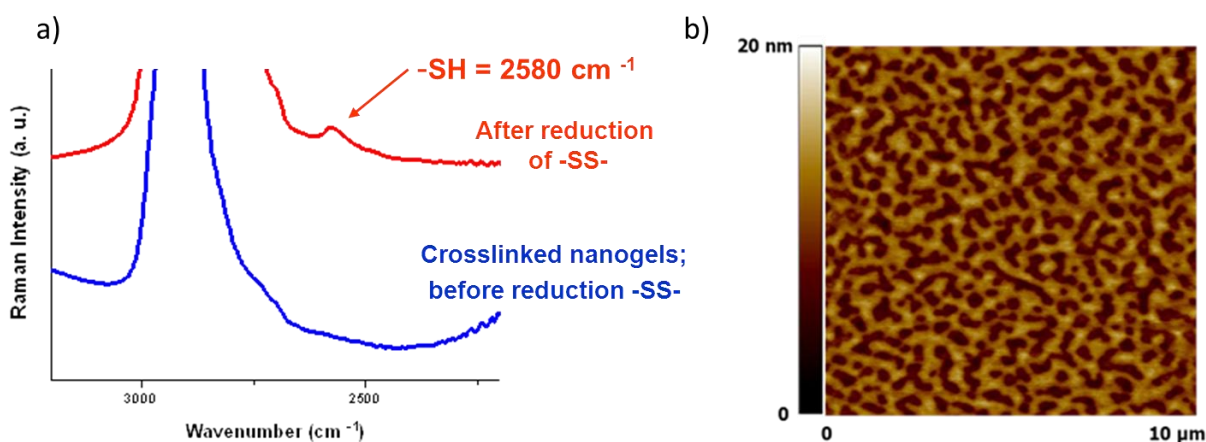 a)
-SH = 2580 cm -1
After reduction
of -SS-
Crosslinked nanogels;
before reduction -SS-
Raman Intensity (a. u.)
3000
2500
Wavenumber (cm -1)
b)
20 nm
0
0
10 µm